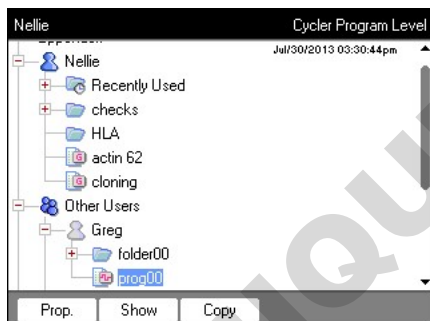 Nellie Cycler Program Level
Jul/30/2013 03:30:44pm
Nellie
Recently Used
checks
HLA
actin 62
cloning
Other Users
Greg
folder00
prog00
Prop. Show Copy